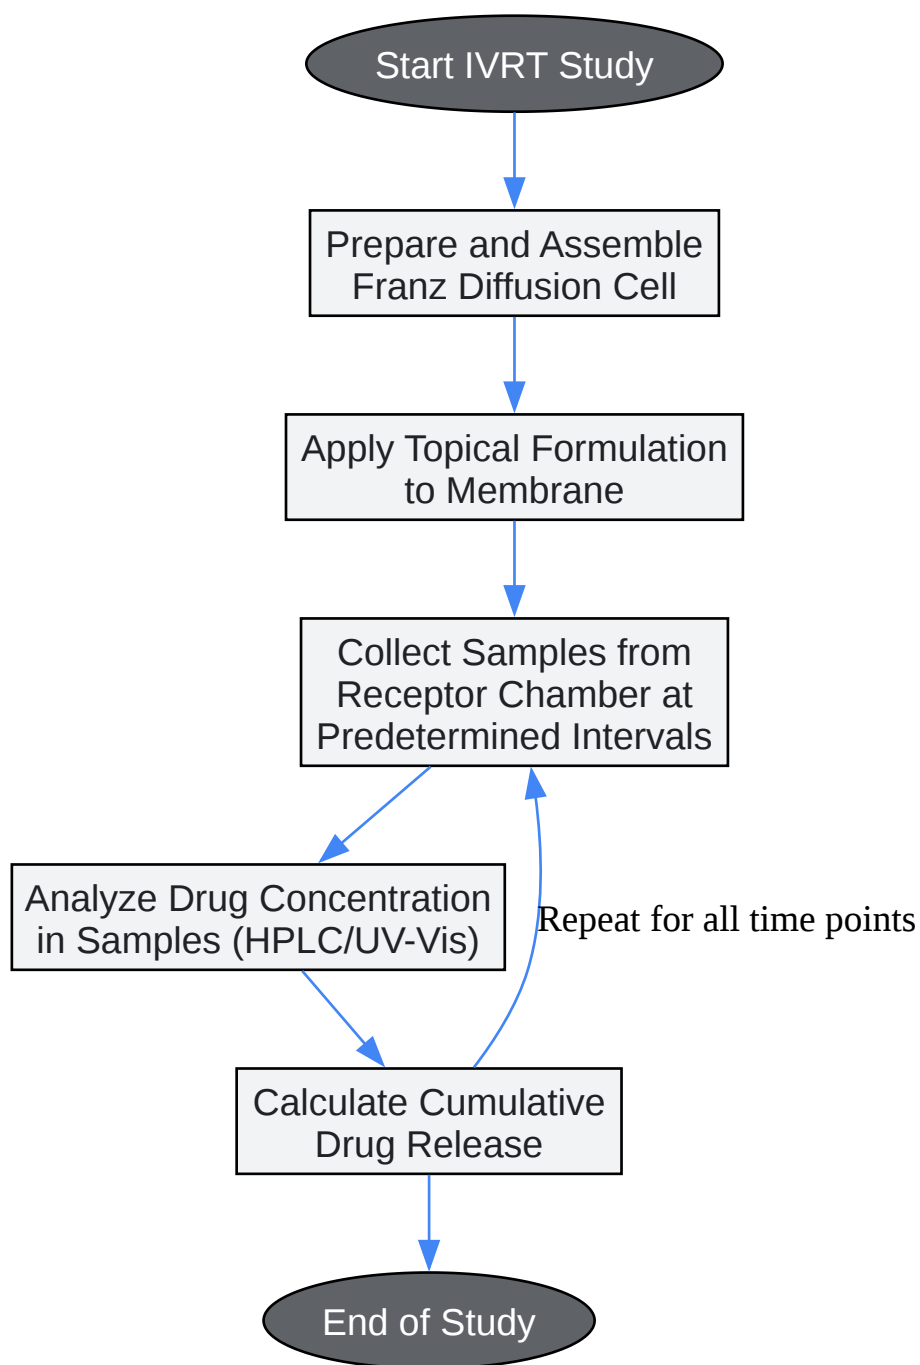 Start IVRT Study
Prepare and Assemble
Franz Diffusion Cell
Apply Topical Formulation
to Membrane
Collect Samples from
Receptor Chamber at
Predetermined Intervals
Analyze Drug Concentration
in Samples (HPLC/UV-Vis)
Repeat for all time points
Calculate Cumulative
Drug Release
End of Study